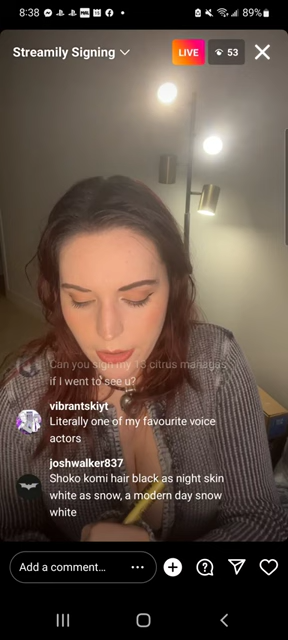 8:38
89%
Streamily Signing
LIVE
53
Can you sign my 13 citrus mangas
if I went to see u?
vibrantskiyt
Literally one of my favourite voice
actors
joshwalker837
Shoko komi hair black as night skin
white as snow, a modern day snow
white
Add a comment...